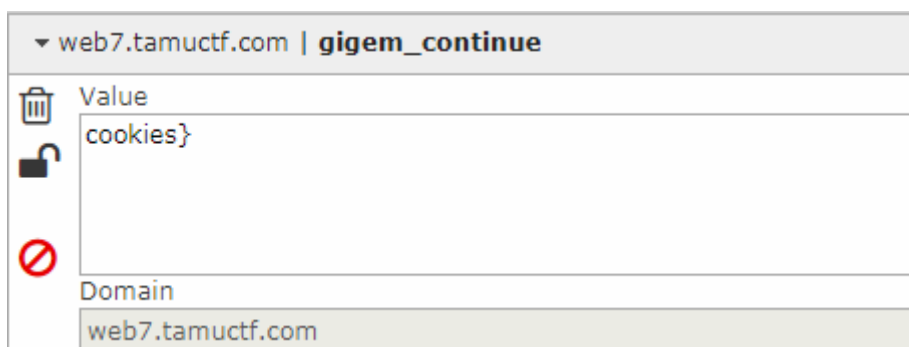 web7.tamuctf.com | gigem_continue
Value
cookies}
Domain
web7.tamuctf.com